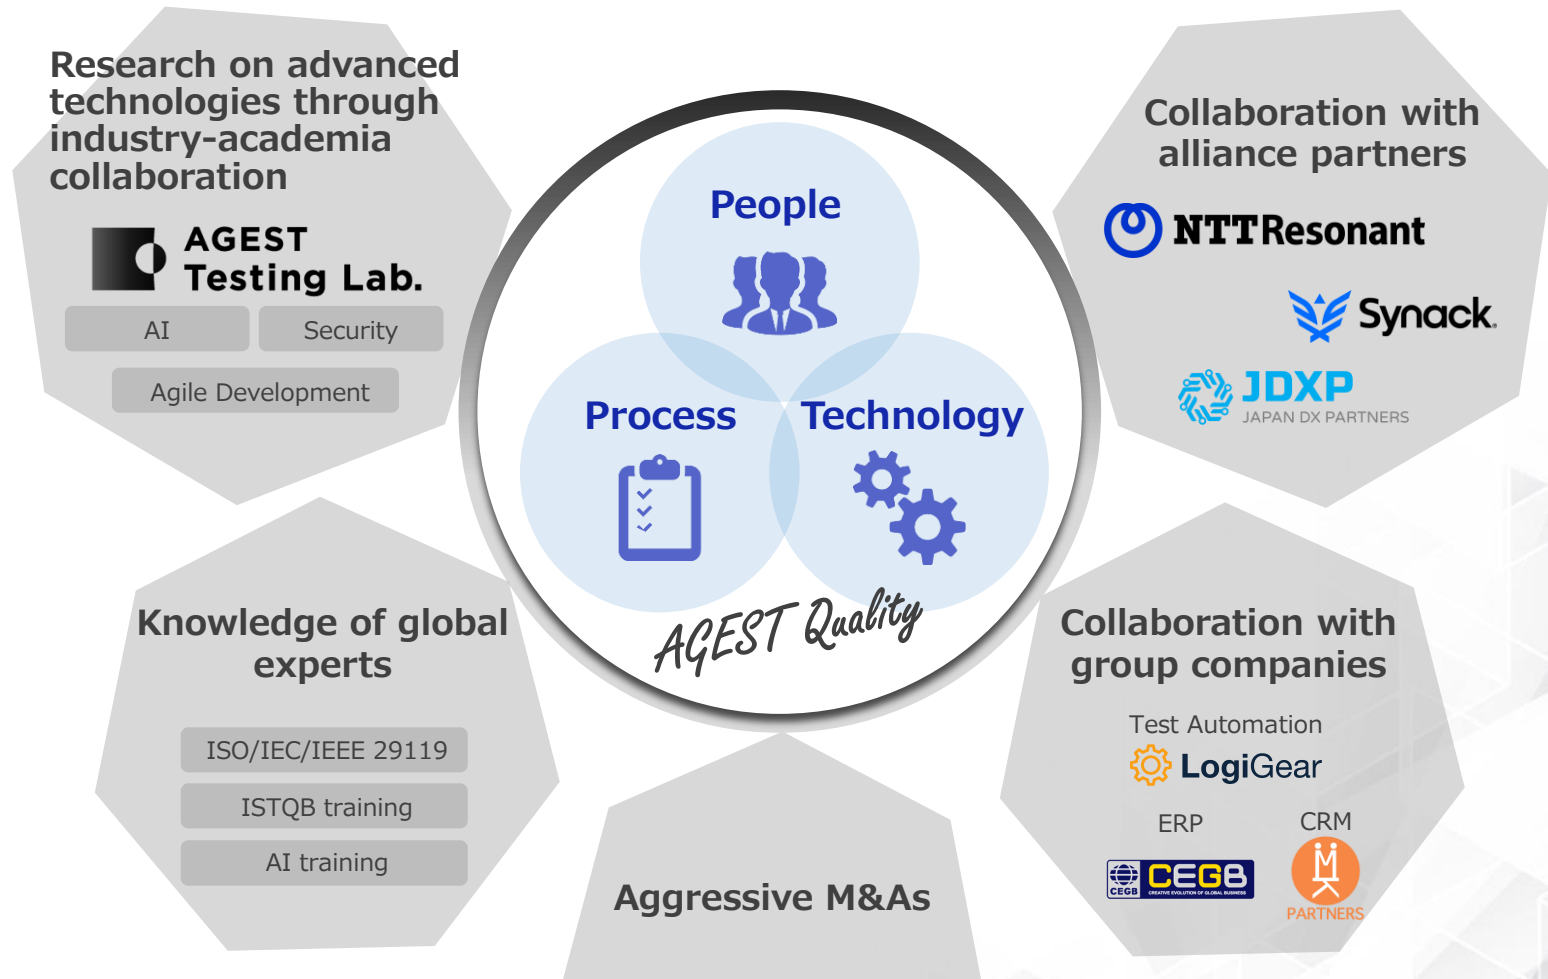 Research on advanced
technologies through
industry-academia
collaboration
AGEST
Testing Lab.
AI
Security
Agile Development
People
Process
Technology
AGEST Quality
Collaboration with
alliance partners
NTT Resonant
Synack.
JDXP
JAPAN DX PARTNERS
Knowledge of global
experts
ISO/IEC/IEEE 29119
ISTQB training
AI training
Aggressive M&As
Collaboration with
group companies
Test Automation
LogiGear
ERP
CEGB
CEGB
CREATIVE EVOLUTION OF GLOBAL BUSINESS
CRM
MK
PARTNERS